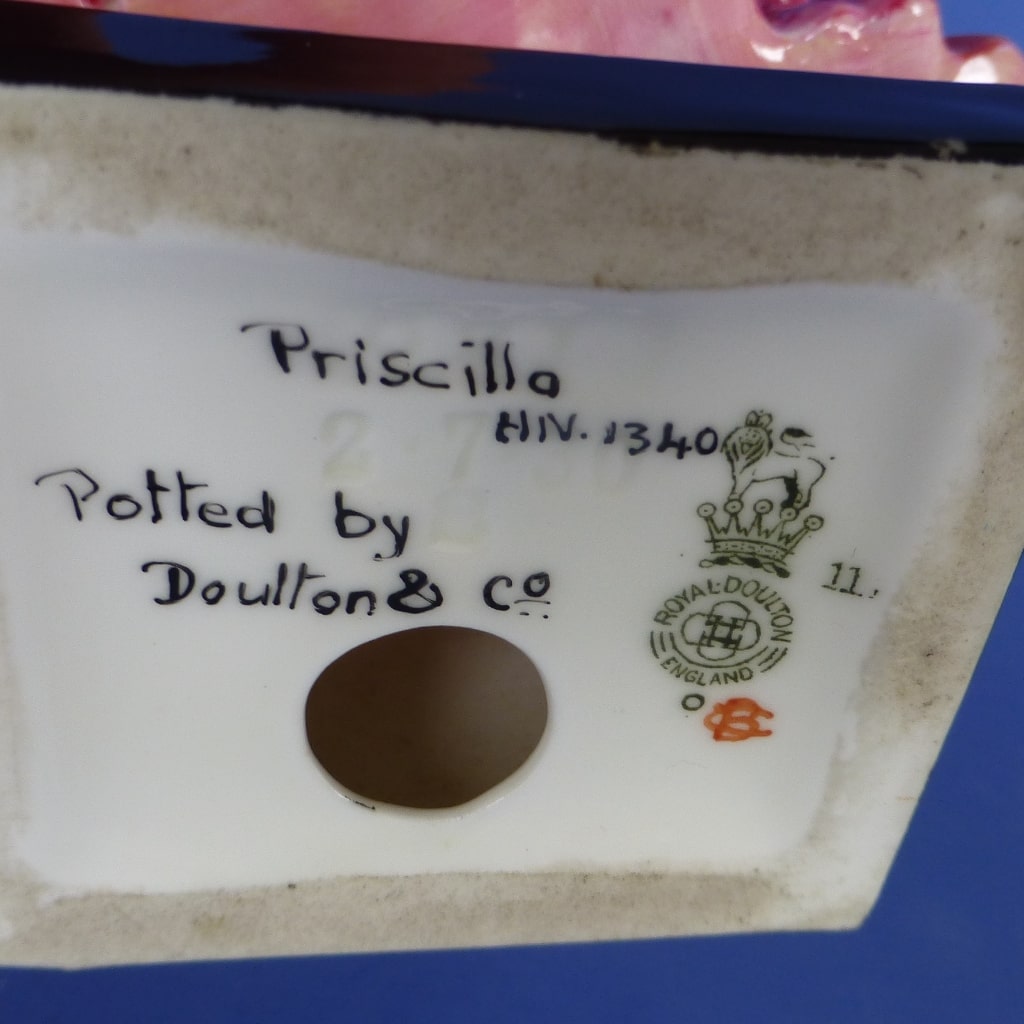 Priscilla
HN. 1340
Potted by
Doulton & Co
11.
ROYAL·DOULTON
ENGLAND